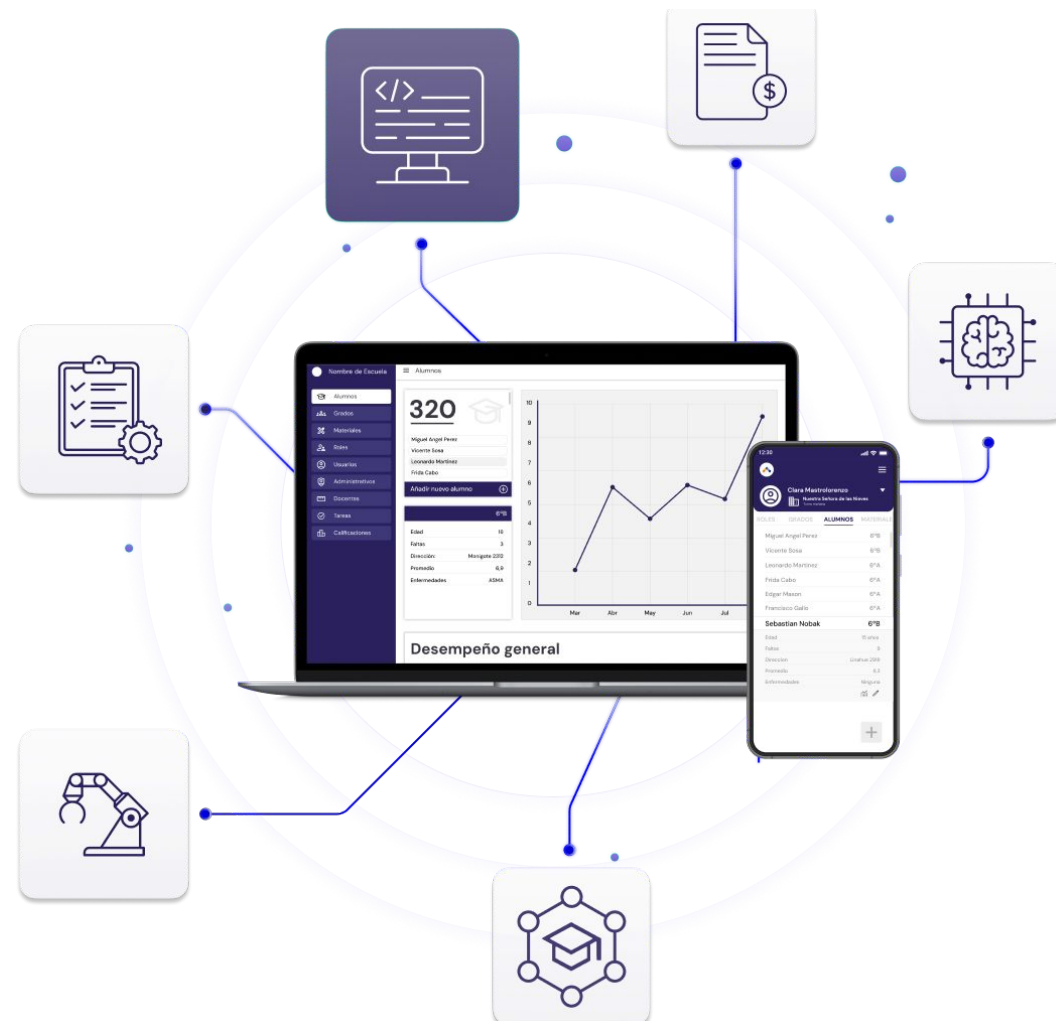 </>
$
Nombre de Escuela
Alumnos
Grados
Materiales
Roles
Usuarios
Administrativos
Docentes
Tareas
Calificaciones
Alumnos
320
Miguel Angel Perez
Vicente Sosa
Leonardo Martinez
Frida Cabo
Añadir nuevo alumno
6°B
Edad
Faltas 3
Dirección:
Promedio 6,9
Enfermedades ASMA
10
9
8
7
6
5
4
3
2
1
0
Mar Abr May Jun Jul
Desempeño general
12:30
Clara Mastrolorenzo
Nuestra Señora de las Nieves
ROLES GRADOS ALUMNOS MATERIALE
Miguel Angel Perez 6°B
Vicente Sosa 6°B
Leonardo Martinez 6°A
Frida Cabo 6°A
Edgar Mason 6°A
Francisco Gallo 6°A
Sebastian Nobak 6°B
Edad
Faltas
Direccion
Promedio
Enfermedades Ninguna